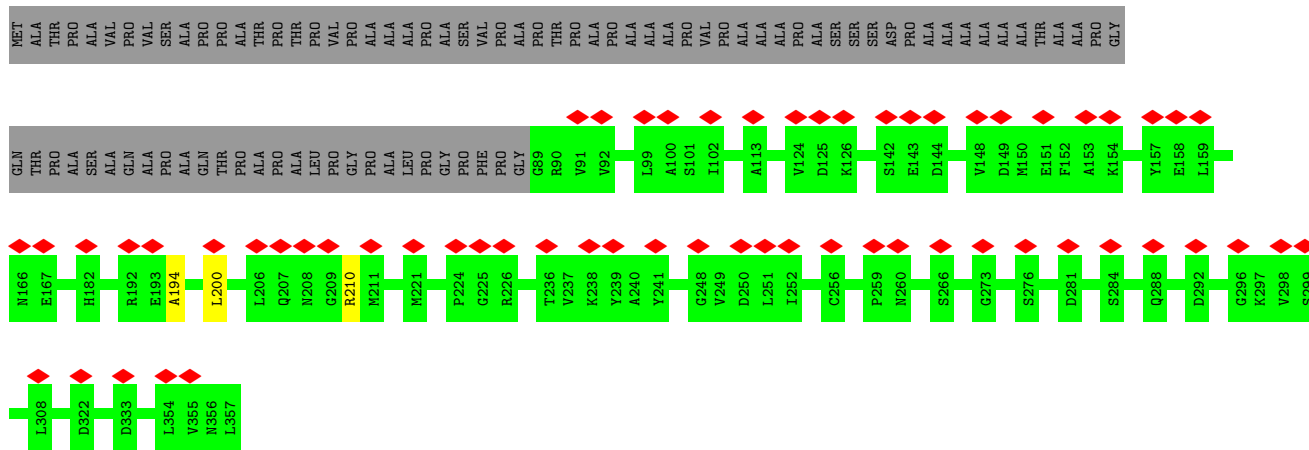 MET ALA THR PRO ALA VAL PRO VAL SER ALA PRO PRO ALA THR PRO THR PRO VAL PRO ALA ALA ALA PRO ALA SER VAL PRO ALA PRO THR PRO ALA PRO ALA ALA ALA PRO VAL PRO ALA ALA ALA PRO ALA SER SER SER ASP PRO ALA ALA ALA ALA ALA ALA THR ALA ALA PRO GLY
GLN THR PRO ALA SER ALA GLN ALA PRO ALA GLN THR PRO ALA PRO ALA LEU PRO GLY PRO ALA LEU PRO GLY PRO PHE PRO GLY G89 R90 V91 V92 L99 A100 S101 I102 A113 V124 D125 K126 S142 E143 D144 V148 D149 M150 E151 F152 A153 K154 Y157 E158 L159
N166 E167 H182 R192 E193 A194 L200 L206 Q207 N208 G209 R210 M211 M221 P224 G225 R226 T236 V237 K238 Y239 A240 Y241 G248 V249 D250 L251 I252 C256 P259 N260 S266 G273 S276 D281 S284 Q288 D292 G296 K297 V298 S299
L308 D322 D333 L354 V355 N356 L357